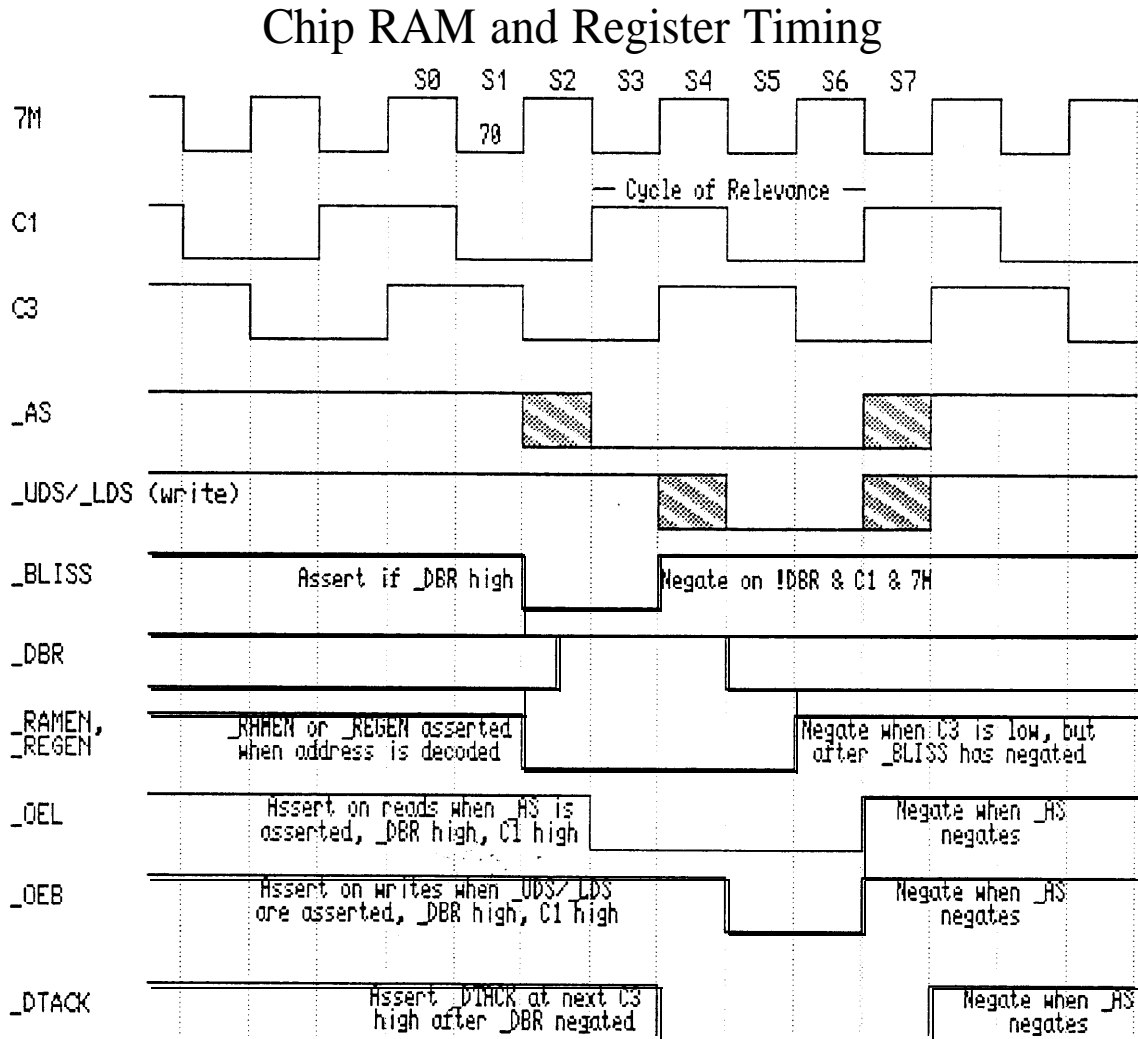 Chip RAM and Register Timing
S0 S1 S2 S3 S4 S5 S6 S7
7M
70
— Cycle of Relevance —
C1
C3
_AS
_UDS/_LDS (write)
_BLISS
Assert if _DBR high
Negate on !DBR & C1 & 7M
_DBR
_RAMEN,
_REGEN
_RAMEN or _REGEN asserted
when address is decoded
Negate when C3 is low, but
after _BLISS has negated
_OEL
Assert on reads when _AS is
asserted, _DBR high, C1 high
Negate when _AS
negates
_OEB
Assert on writes when _UDS/_LDS
are asserted, _DBR high, C1 high
Negate when _AS
negates
_DTACK
Assert _DTACK at next C3
high after _DBR negated
Negate when _AS
negates